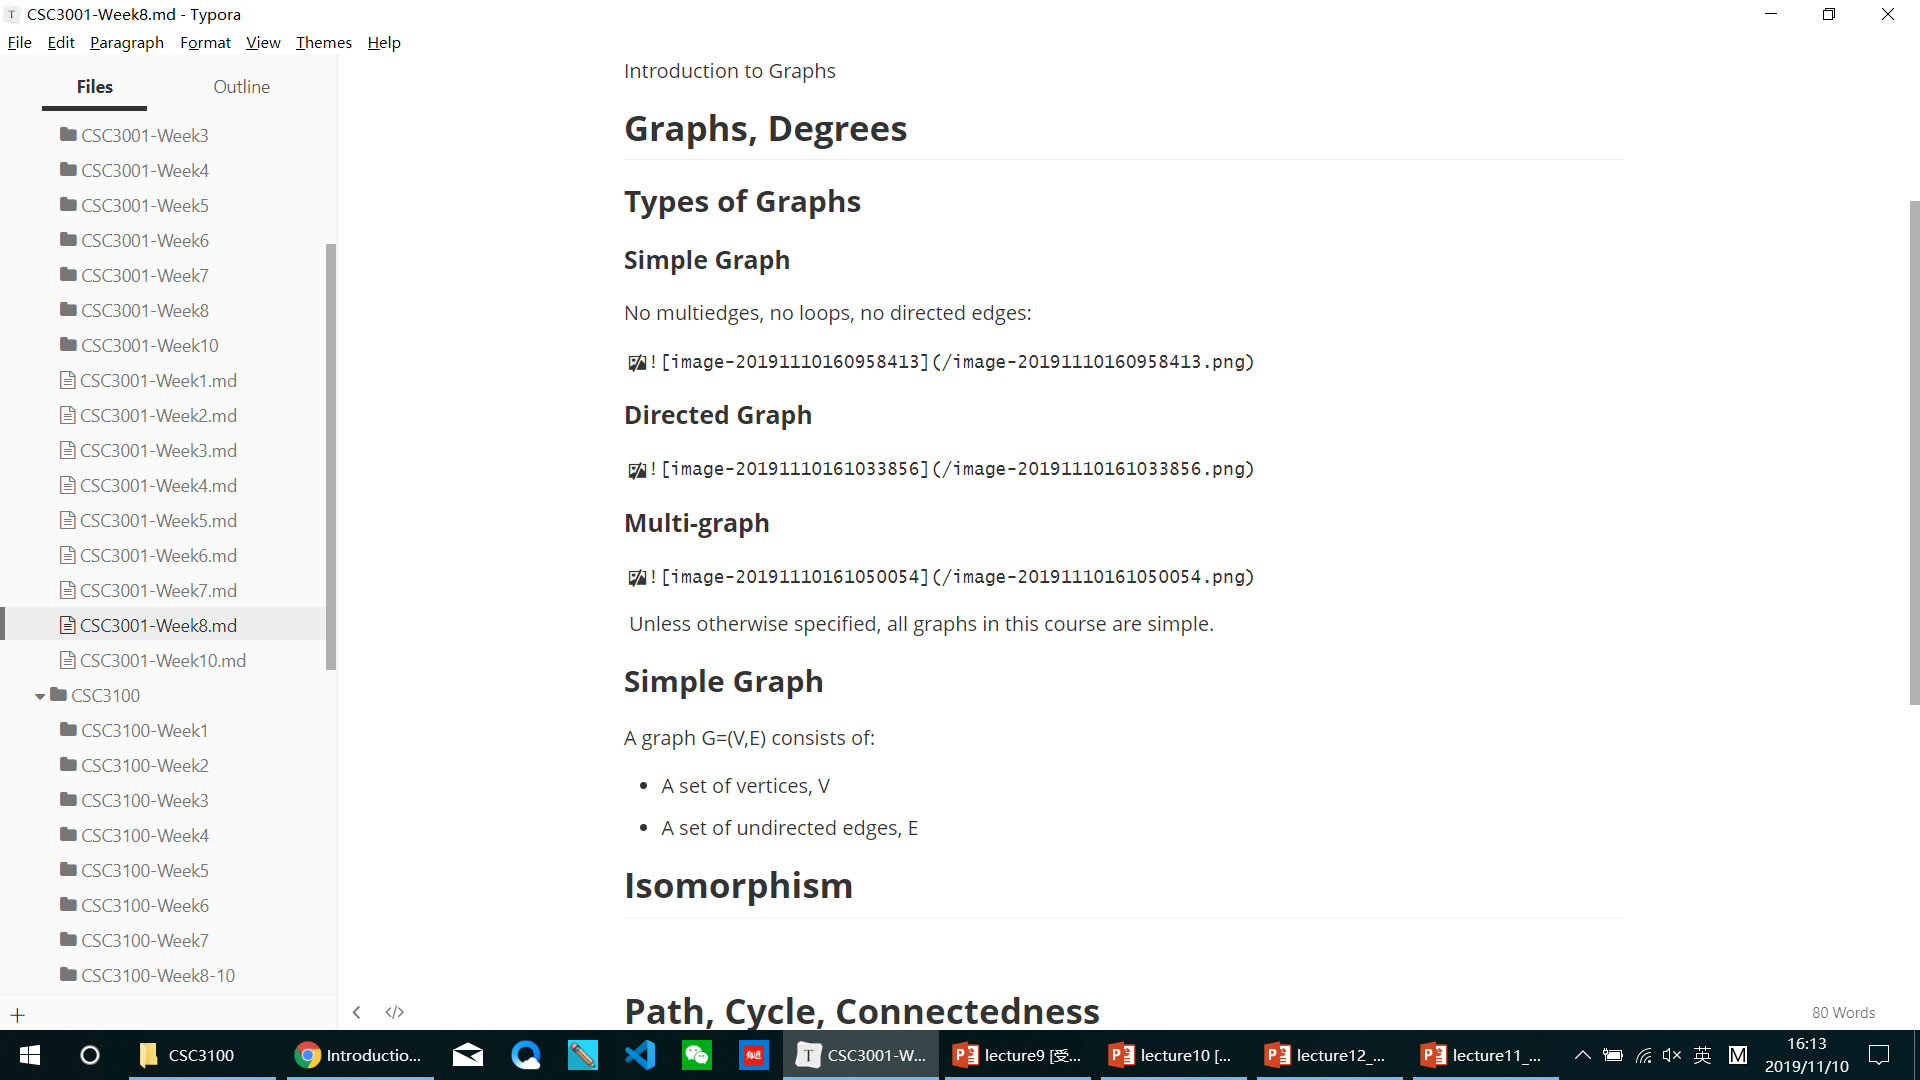 CSC3001-Week8.md - Typora
File Edit Paragraph Format View Themes Help
Files Outline
CSC3001-Week3
CSC3001-Week4
CSC3001-Week5
CSC3001-Week6
CSC3001-Week7
CSC3001-Week8
CSC3001-Week10
CSC3001-Week1.md
CSC3001-Week2.md
CSC3001-Week3.md
CSC3001-Week4.md
CSC3001-Week5.md
CSC3001-Week6.md
CSC3001-Week7.md
CSC3001-Week8.md
CSC3001-Week10.md
CSC3100
CSC3100-Week1
CSC3100-Week2
CSC3100-Week3
CSC3100-Week4
CSC3100-Week5
CSC3100-Week6
CSC3100-Week7
CSC3100-Week8-10
Introduction to Graphs
Graphs, Degrees
Types of Graphs
Simple Graph
No multiedges, no loops, no directed edges:
![image-20191110160958413](/image-20191110160958413.png)
Directed Graph
![image-20191110161033856](/image-20191110161033856.png)
Multi-graph
![image-20191110161050054](/image-20191110161050054.png)
Unless otherwise specified, all graphs in this course are simple.
Simple Graph
A graph G=(V,E) consists of:
• A set of vertices, V
• A set of undirected edges, E
Isomorphism
Path, Cycle, Connectedness
80 Words
CSC3100
Introductio...
T CSC3001-W...
lecture9 [受...
lecture10 [...
lecture12_...
lecture11_...
英
M
16:13
2019/11/10